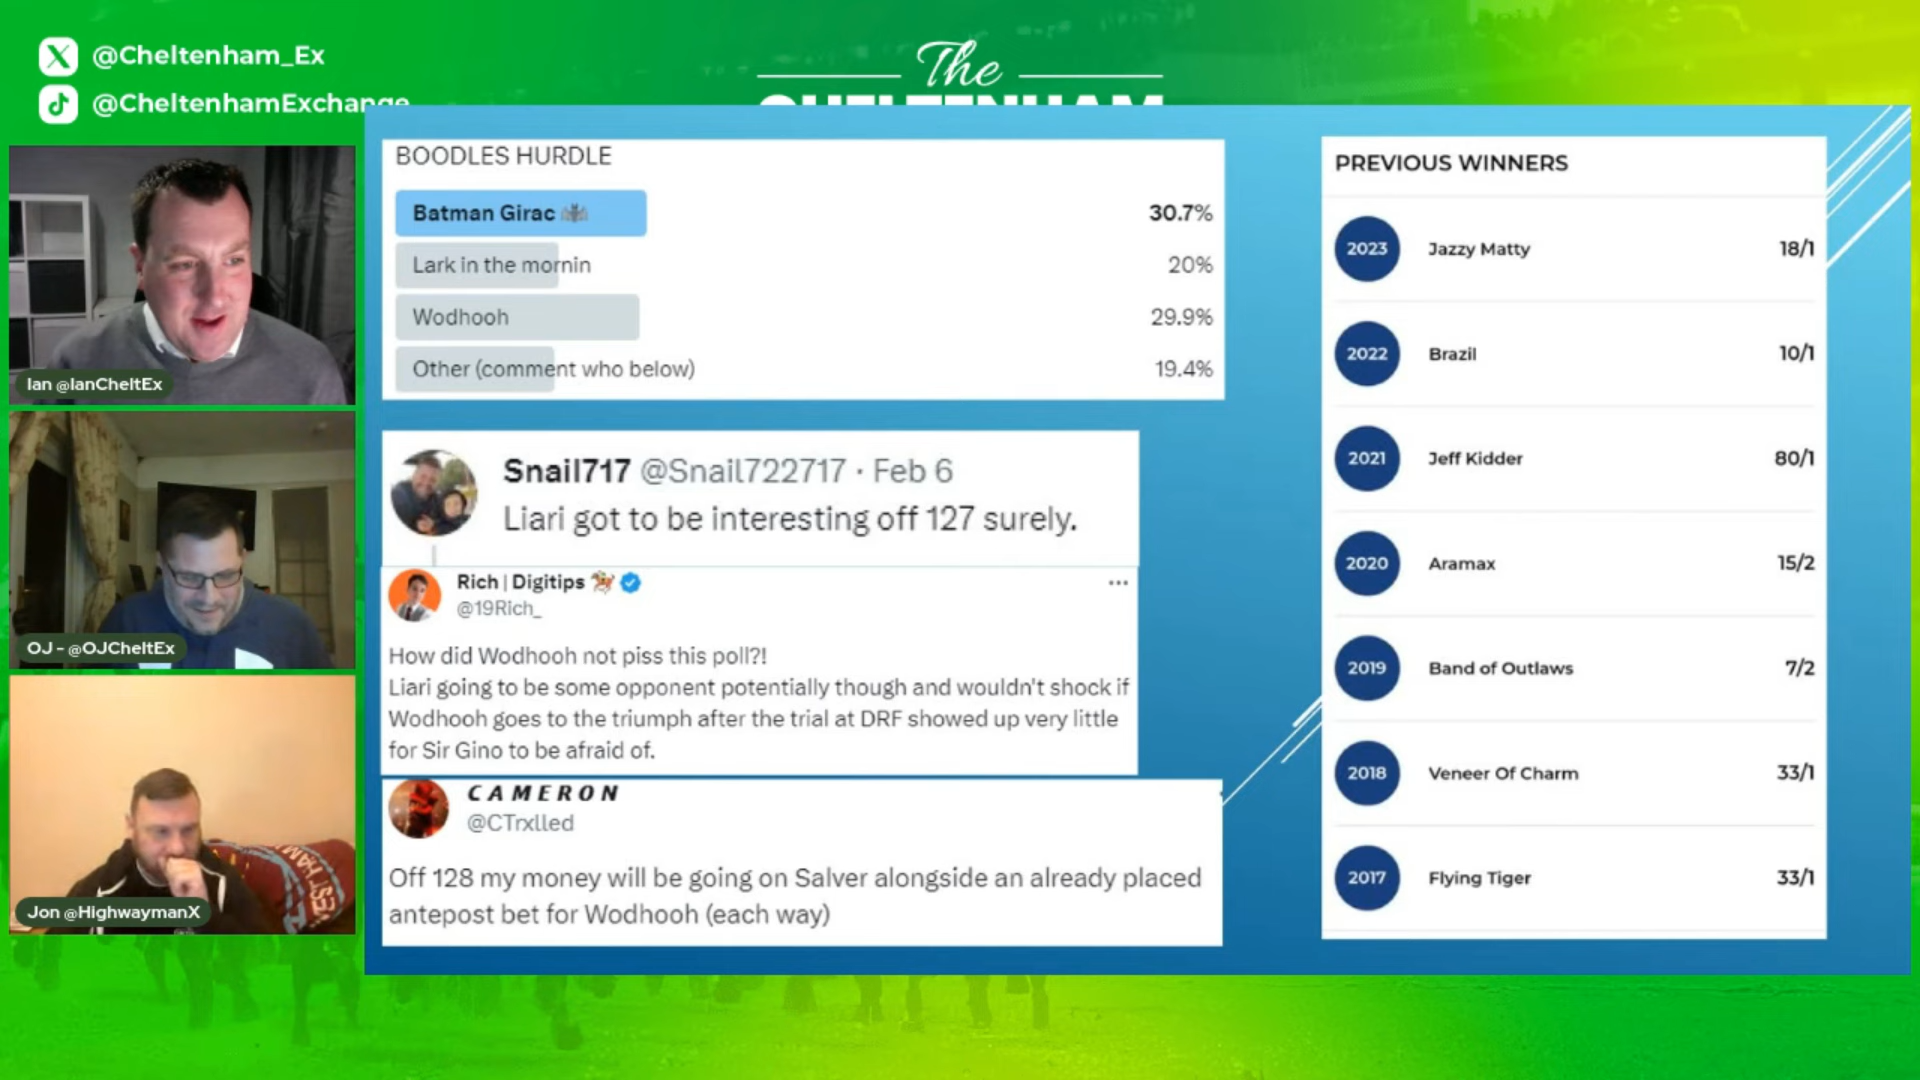 @Cheltenham_Ex
@CheltenhamExchange
The
CHELTENHAM
BOODLES HURDLE
Batman Girac 🦇 30.7%
Lark in the mornin 20%
Wodhooh 29.9%
Other (comment who below) 19.4%
Snail717 @Snail722717 · Feb 6
Liari got to be interesting off 127 surely.
Rich | Digitips 🏇
@19Rich_
How did Wodhooh not piss this poll?!
Liari going to be some opponent potentially though and wouldn't shock if
Wodhooh goes to the triumph after the trial at DRF showed up very little
for Sir Gino to be afraid of.
CAMERON
@CTrxlled
Off 128 my money will be going on Salver alongside an already placed
antepost bet for Wodhooh (each way)
PREVIOUS WINNERS
2023 Jazzy Matty 18/1
2022 Brazil 10/1
2021 Jeff Kidder 80/1
2020 Aramax 15/2
2019 Band of Outlaws 7/2
2018 Veneer Of Charm 33/1
2017 Flying Tiger 33/1
Ian @IanCheltEx
OJ - @OJCheltEx
WEST HAM
Jon @HighwaymanX